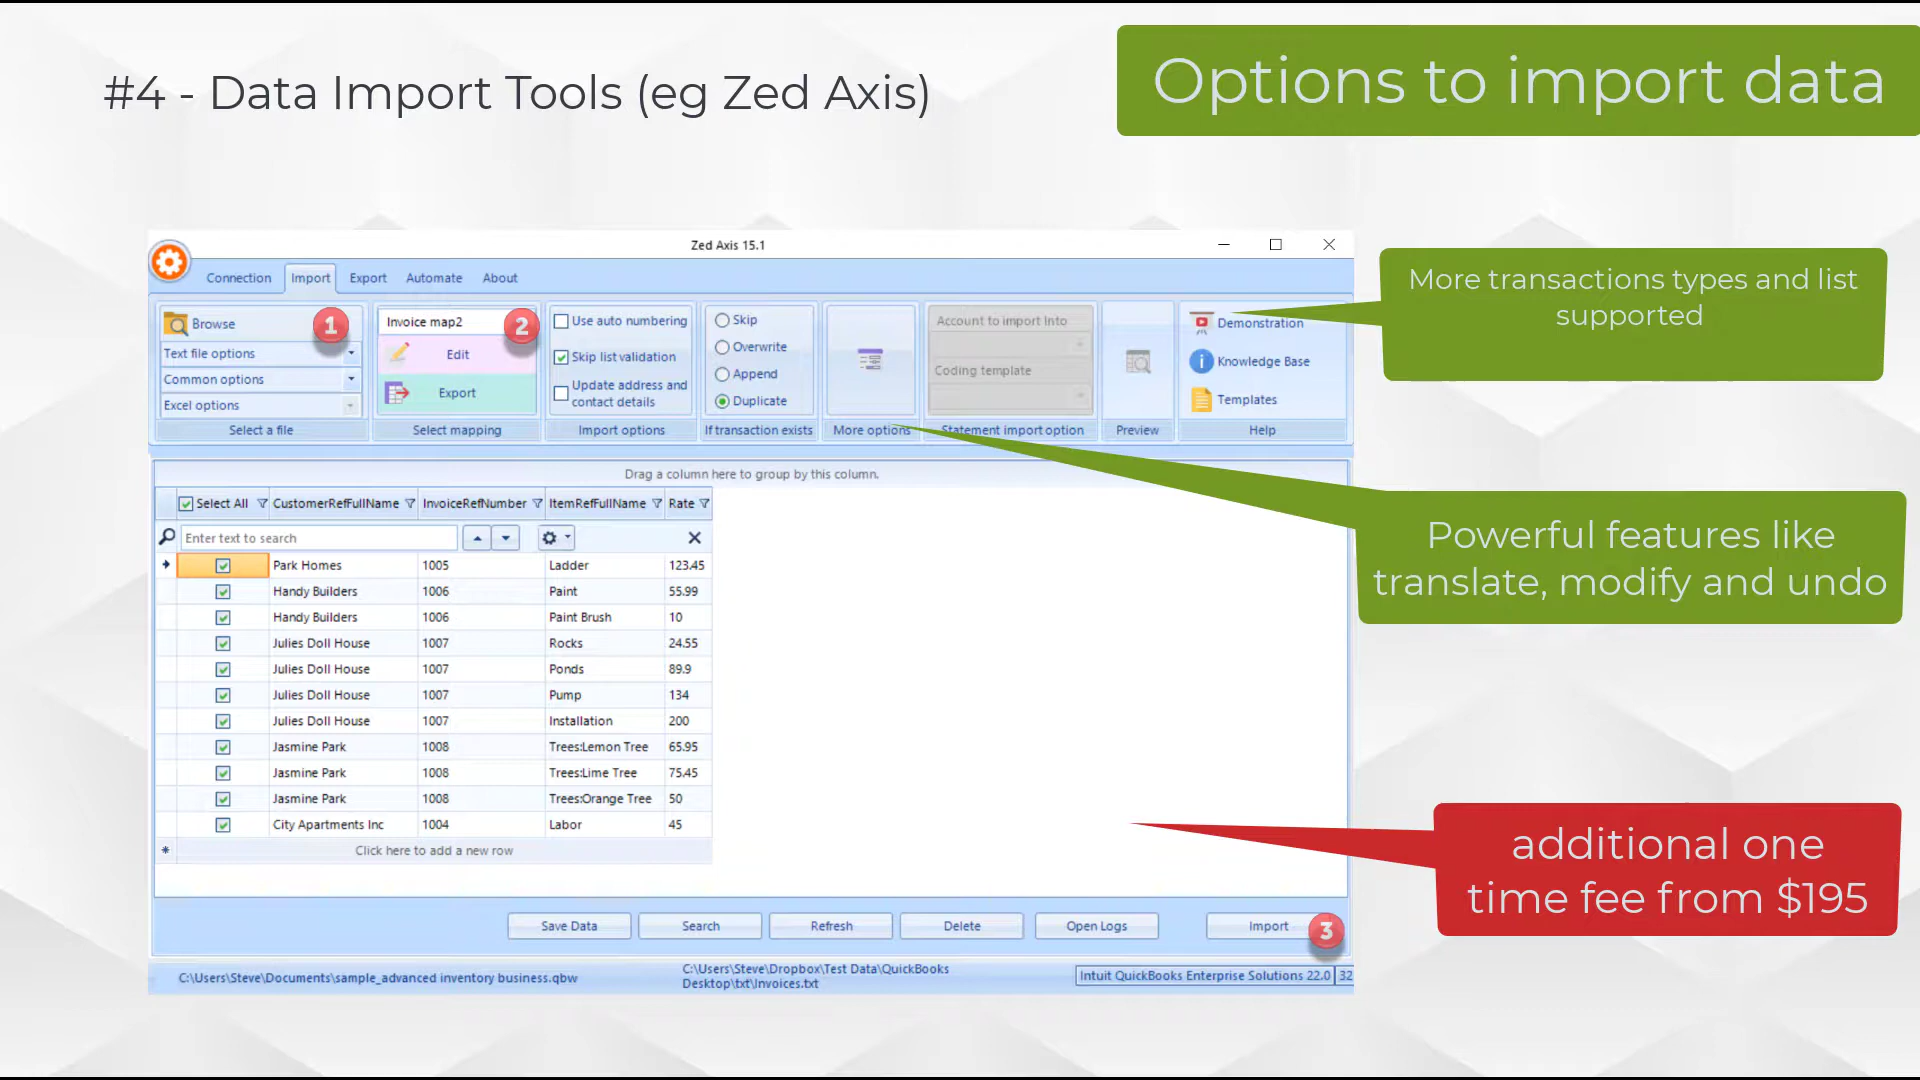 #4 - Data Import Tools (eg Zed Axis)
Options to import data
Zed Axis 15.1
Connection Import Export Automate About
Browse
1
Text file options
Common options
Excel options
Select a file
Invoice map2
2
Edit
Export
Select mapping
Use auto numbering
Skip list validation
Update address and
contact details
Import options
Skip
Overwrite
Append
Duplicate
If transaction exists
More options
Account to import Into
Coding template
Statement import option
Preview
Demonstration
Knowledge Base
Templates
Help
More transactions types and list
supported
Drag a column here to group by this column.
Select All CustomerRefFullName InvoiceRefNumber ItemRefFullName Rate
Enter text to search
Park Homes 1005 Ladder 123.45
Handy Builders 1006 Paint 55.99
Handy Builders 1006 Paint Brush 10
Julies Doll House 1007 Rocks 24.55
Julies Doll House 1007 Ponds 89.9
Julies Doll House 1007 Pump 134
Julies Doll House 1007 Installation 200
Jasmine Park 1008 Trees:Lemon Tree 65.95
Jasmine Park 1008 Trees:Lime Tree 75.45
Jasmine Park 1008 Trees:Orange Tree 50
City Apartments Inc 1004 Labor 45
Click here to add a new row
Powerful features like
translate, modify and undo
additional one
time fee from $195
Save Data Search Refresh Delete Open Logs Import
3
C:\Users\Steve\Documents\sample_advanced inventory business.qbw
C:\Users\Steve\Dropbox\Test Data\QuickBooks
Desktop\txt\Invoices.txt
Intuit QuickBooks Enterprise Solutions 22.0 32